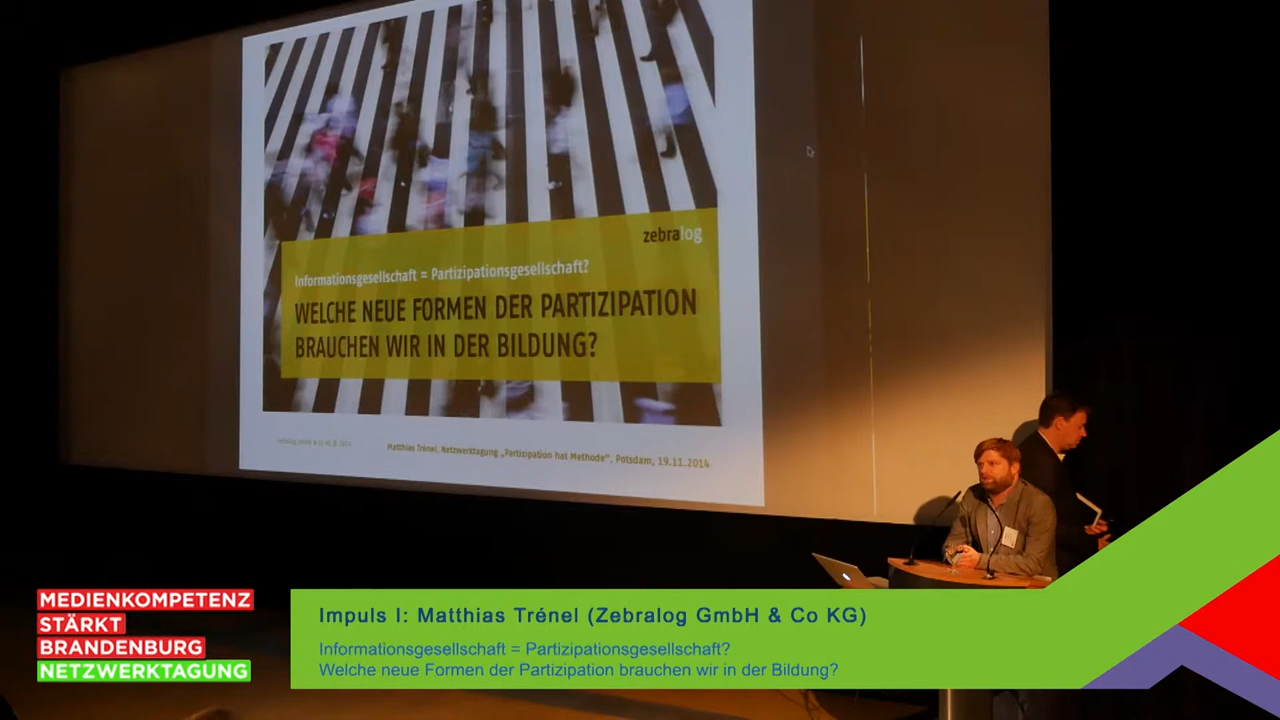 zebralog
Informationsgesellschaft = Partizipationsgesellschaft?
WELCHE NEUE FORMEN DER PARTIZIPATION
BRAUCHEN WIR IN DER BILDUNG?
Matthias Trénel, Netzwerktagung „Partizipation hat Methode“, Potsdam, 19.11.2014
MEDIENKOMPETENZ
STÄRKT
BRANDENBURG
NETZWERKTAGUNG
Impuls I: Matthias Trénel (Zebralog GmbH & Co KG)
Informationsgesellschaft = Partizipationsgesellschaft?
Welche neue Formen der Partizipation brauchen wir in der Bildung?